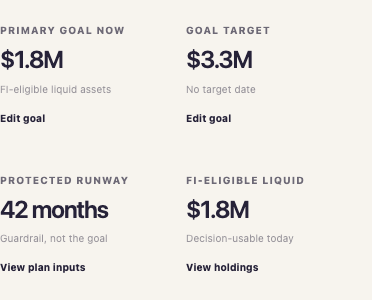 PRIMARY GOAL NOW
$1.8M
FI-eligible liquid assets
Edit goal
GOAL TARGET
$3.3M
No target date
Edit goal
PROTECTED RUNWAY
42 months
Guardrail, not the goal
View plan inputs
FI-ELIGIBLE LIQUID
$1.8M
Decision-usable today
View holdings